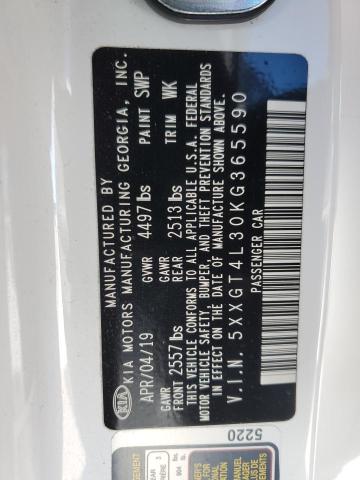 KIA
MANUFACTURED BY
KIA MOTORS MANUFACTURING GEORGIA, INC.
APR/04/19 GVWR 4497 lbs PAINT SWP
GAWR FRONT 2557 lbs GAWR REAR 2513 lbs TRIM WK
THIS VEHICLE CONFORMS TO ALL APPLICABLE U.S.A. FEDERAL
MOTOR VEHICLE SAFETY, BUMPER, AND THEFT PREVENTION STANDARDS
IN EFFECT ON THE DATE OF MANUFACTURE SHOWN ABOVE.
V.I.N. 5XXGT4L30KG365590
PASSENGER CAR
5220